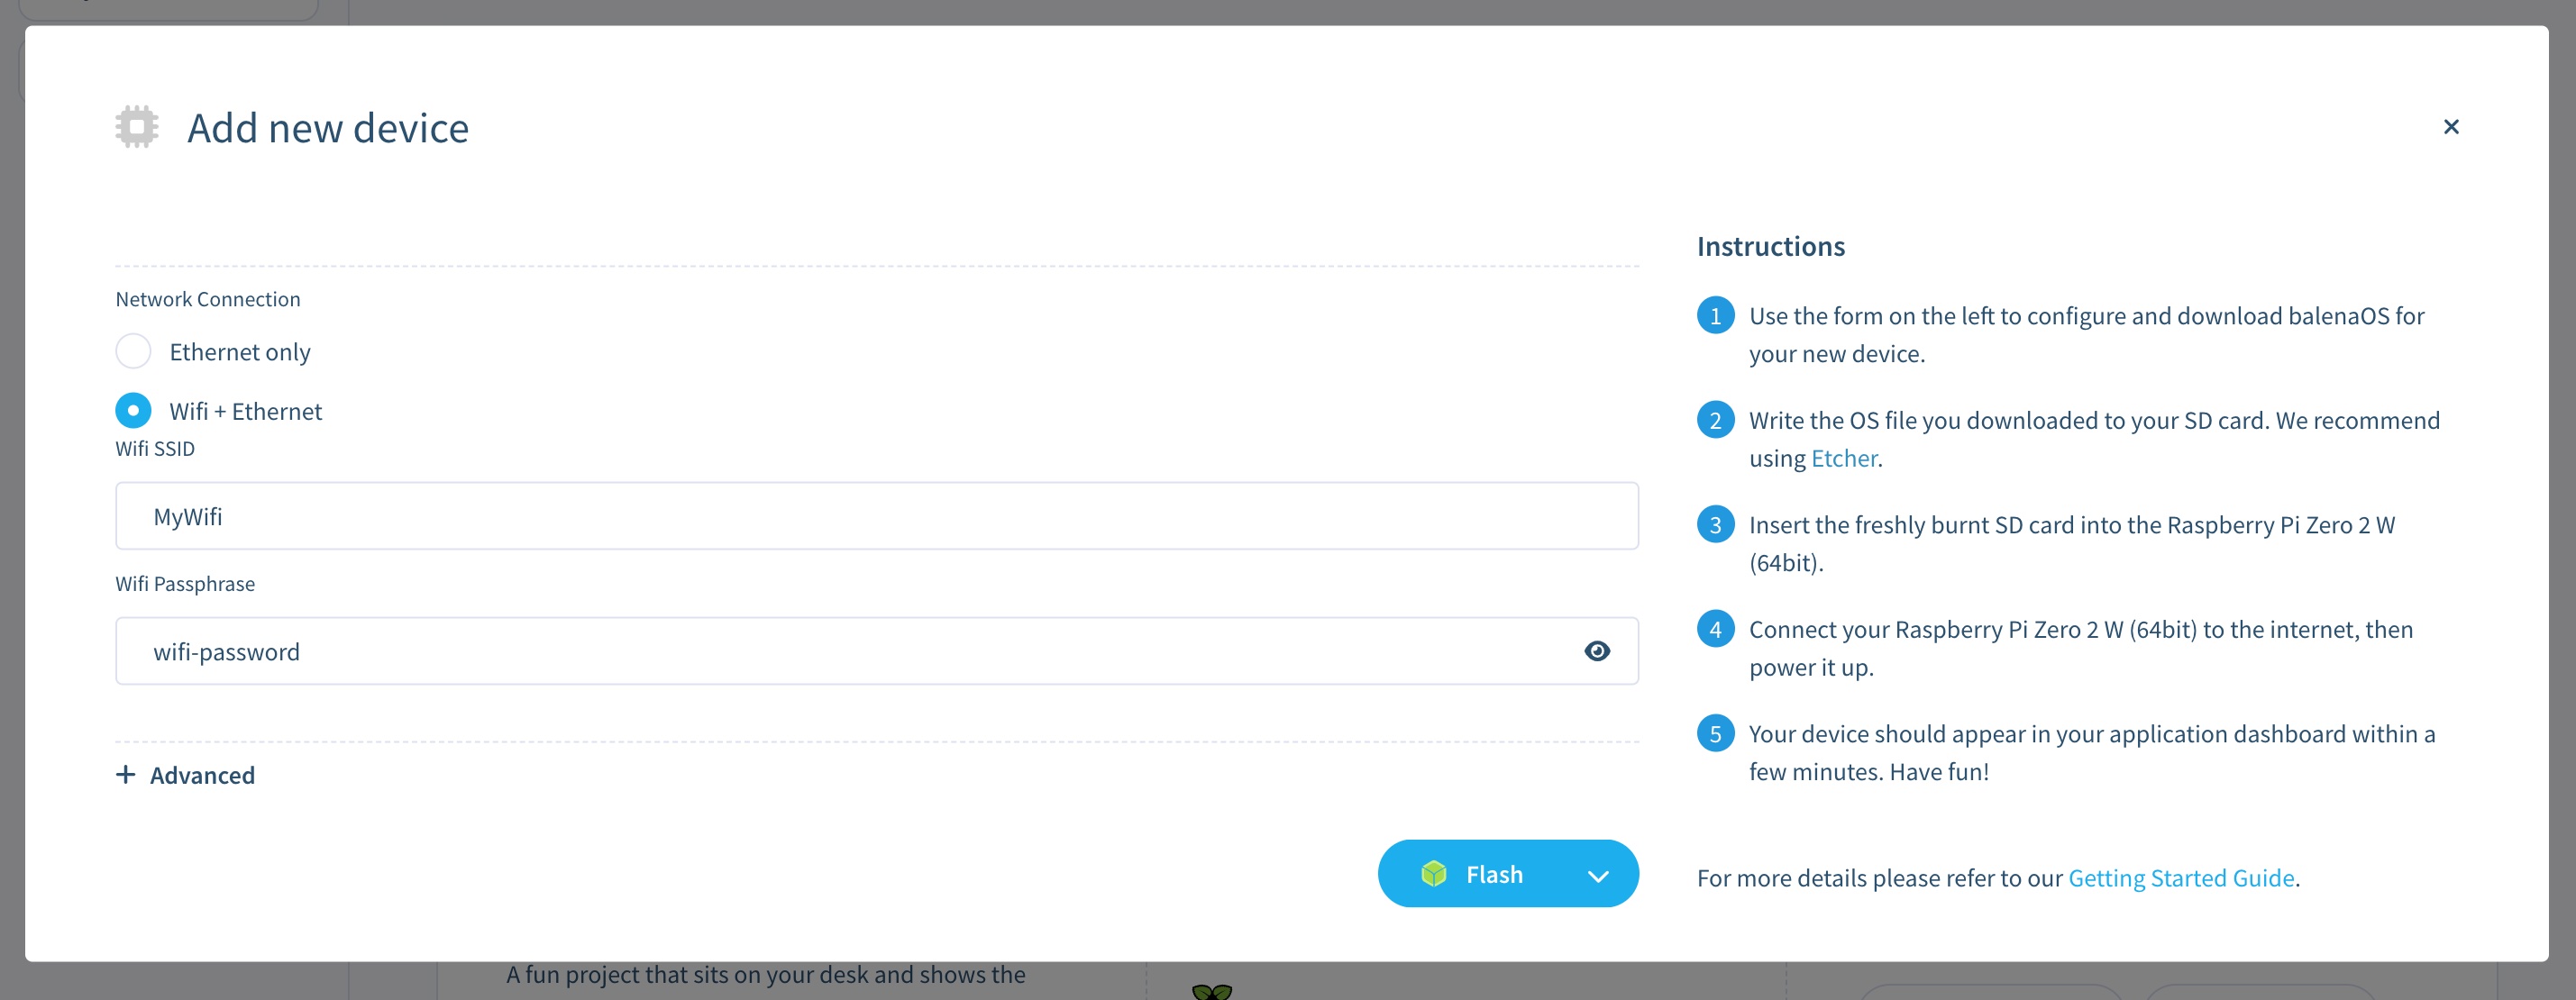 Add new device
Network Connection
Ethernet only
Wifi + Ethernet
Wifi SSID
MyWifi
Wifi Passphrase
wifi-password
+ Advanced
Flash
Instructions
1 Use the form on the left to configure and download balenaOS for
your new device.
2 Write the OS file you downloaded to your SD card. We recommend
using Etcher.
3 Insert the freshly burnt SD card into the Raspberry Pi Zero 2 W
(64bit).
4 Connect your Raspberry Pi Zero 2 W (64bit) to the internet, then
power it up.
5 Your device should appear in your application dashboard within a
few minutes. Have fun!
For more details please refer to our Getting Started Guide.
A fun project that sits on your desk and shows the